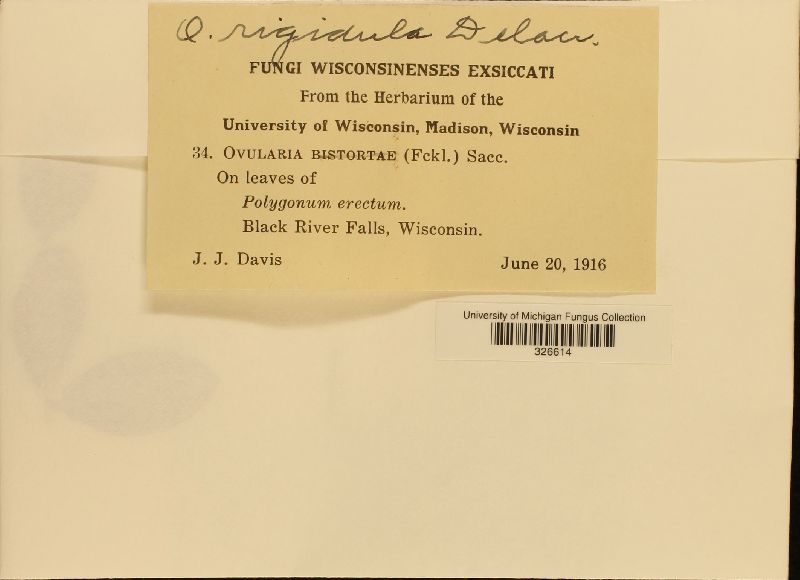 O. rigidula Delacr.
FUNGI WISCONSINENSES EXSICCATI
From the Herbarium of the
University of Wisconsin, Madison, Wisconsin
34. OVULARIA BISTORTAE (Fckl.) Sacc.
On leaves of
Polygonum erectum.
Black River Falls, Wisconsin.
J. J. Davis June 20, 1916
University of Michigan Fungus Collection
326614